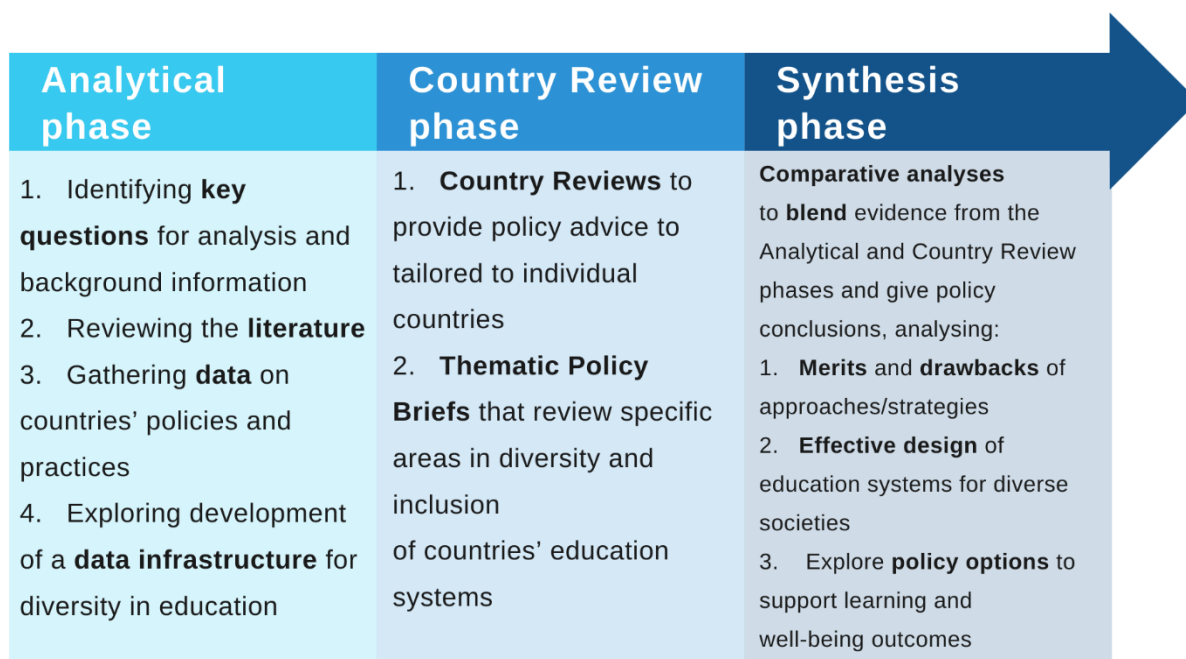 Analytical
phase
1. Identifying key
questions for analysis and
background information
2. Reviewing the literature
3. Gathering data on
countries’ policies and
practices
4. Exploring development
of a data infrastructure for
diversity in education
Country Review
phase
1. Country Reviews to
provide policy advice to
tailored to individual
countries
2. Thematic Policy
Briefs that review specific
areas in diversity and
inclusion
of countries’ education
systems
Synthesis
phase
Comparative analyses
to blend evidence from the
Analytical and Country Review
phases and give policy
conclusions, analysing:
1. Merits and drawbacks of
approaches/strategies
2. Effective design of
education systems for diverse
societies
3. Explore policy options to
support learning and
well-being outcomes